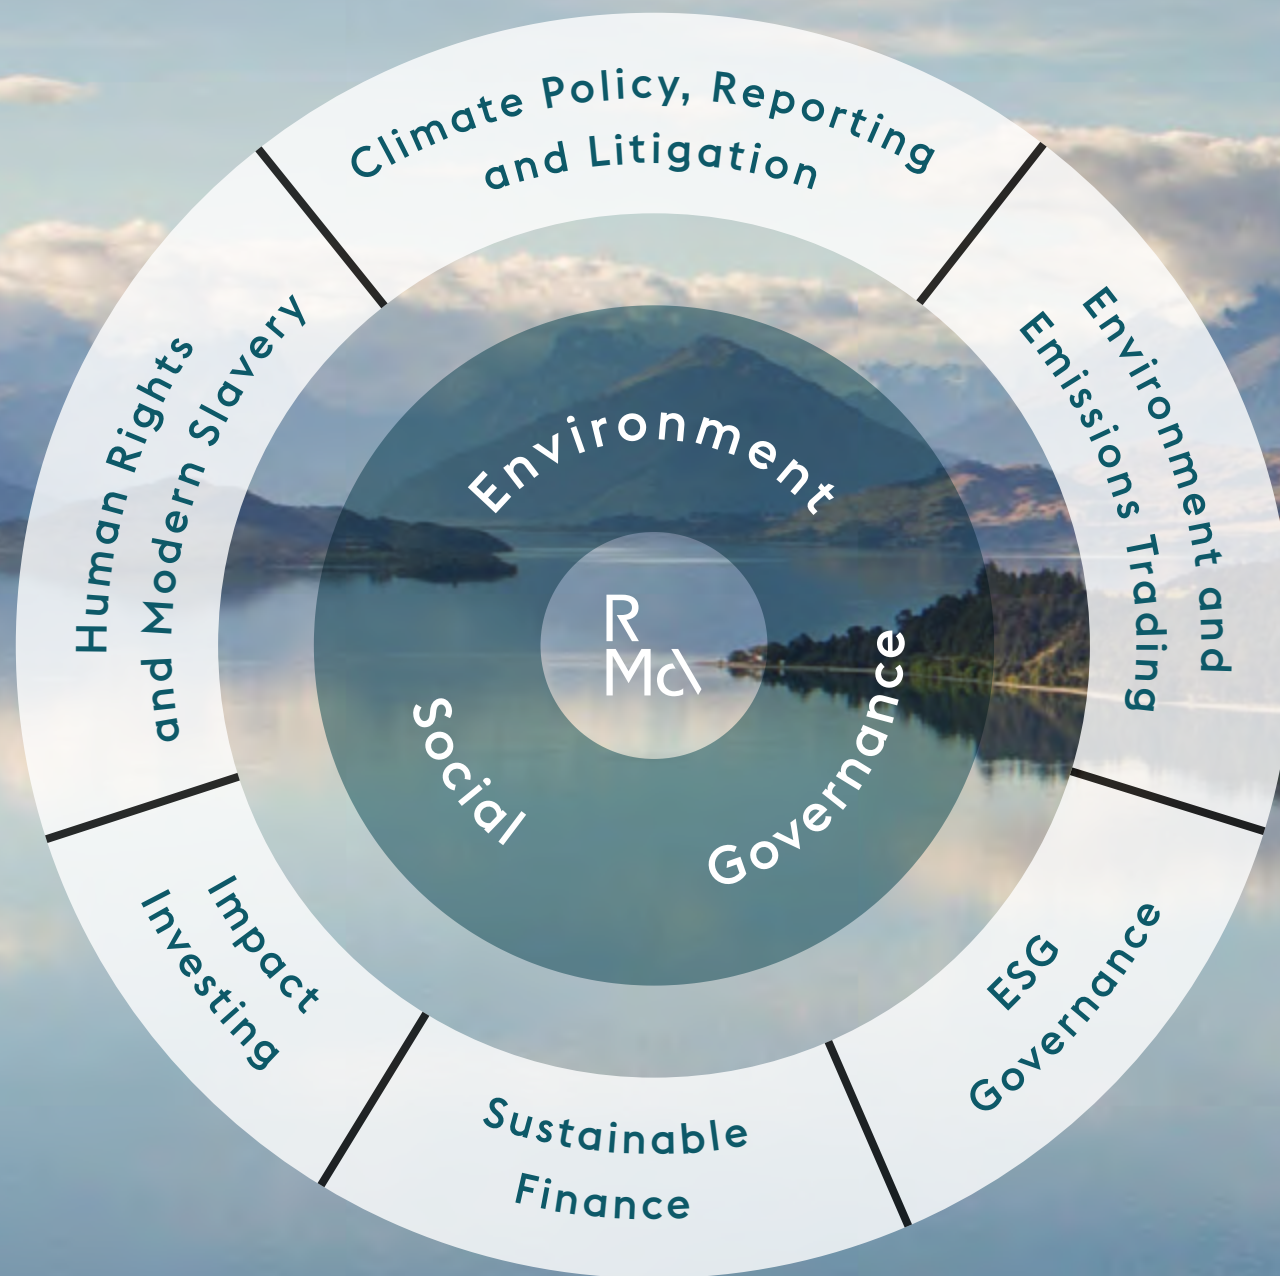 Climate Policy, Reporting
and Litigation
Environment and
Emissions Trading
ESG
Governance
Sustainable
Finance
Impact
Investing
Human Rights
and Modern Slavery
Environment
Governance
Social
R
Mc\